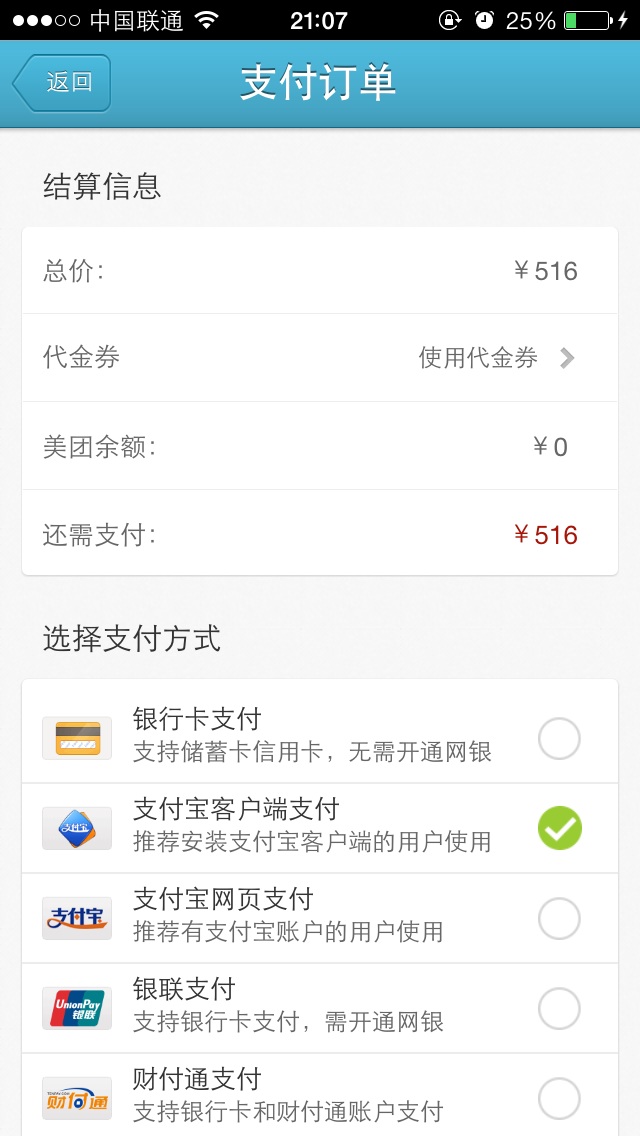 中国联通 21:07 25%
返回 支付订单
结算信息
总价: ¥516
代金券 使用代金券
美团余额: ¥0
还需支付: ¥516
选择支付方式
银行卡支付
支持储蓄卡信用卡，无需开通网银
支付宝
支付宝客户端支付
推荐安装支付宝客户端的用户使用
支付宝
支付宝网页支付
推荐有支付宝账户的用户使用
UnionPay
银联
银联支付
支持银行卡支付，需开通网银
财付通
财付通支付
支持银行卡和财付通账户支付